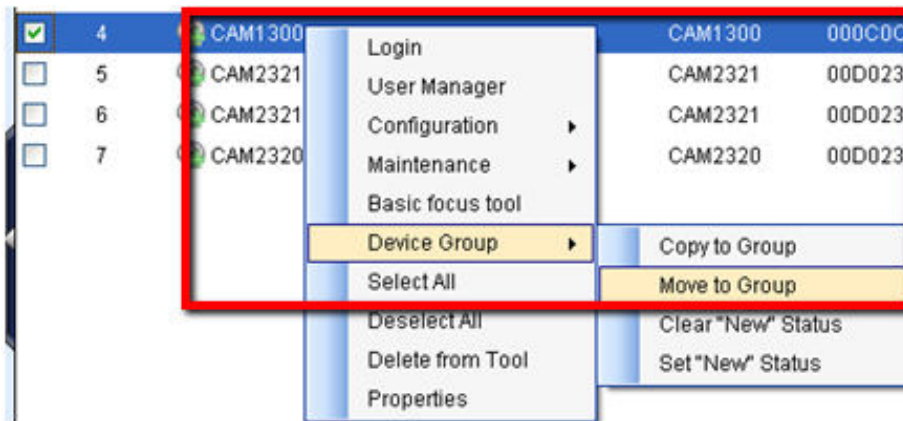 4 CAM1300 CAM1300
5 CAM2321 CAM2321 00D023
6 CAM2321 CAM2321 00D023
7 CAM2320 CAM2320 00D023
Login
User Manager
Configuration
Maintenance
Basic focus tool
Device Group
Select All
Deselect All
Delete from Tool
Properties
Copy to Group
Move to Group
Clear "New" Status
Set "New" Status